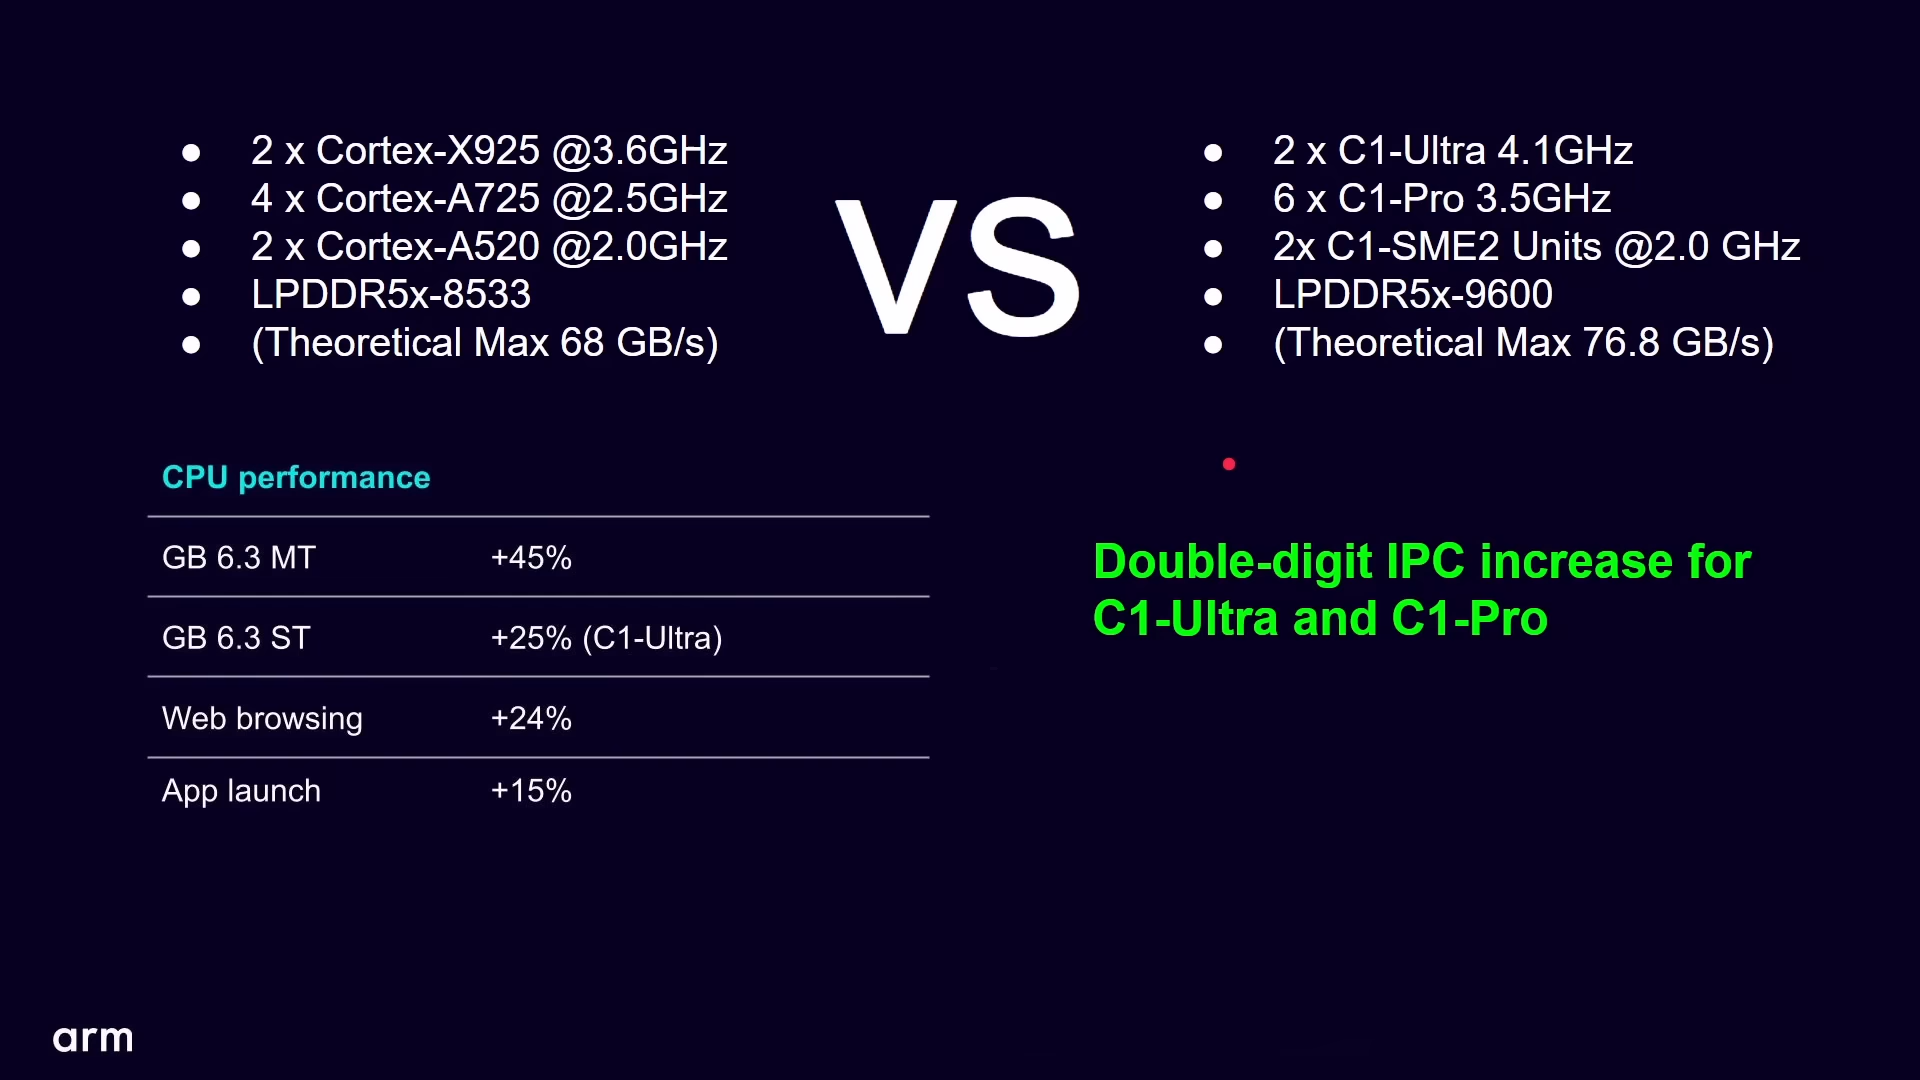 ● 2 x Cortex-X925 @3.6GHz
● 4 x Cortex-A725 @2.5GHz
● 2 x Cortex-A520 @2.0GHz
● LPDDR5x-8533
● (Theoretical Max 68 GB/s)
VS
● 2 x C1-Ultra 4.1GHz
● 6 x C1-Pro 3.5GHz
● 2x C1-SME2 Units @2.0 GHz
● LPDDR5x-9600
● (Theoretical Max 76.8 GB/s)
CPU performance
GB 6.3 MT +45%
GB 6.3 ST +25% (C1-Ultra)
Web browsing +24%
App launch +15%
Double-digit IPC increase for
C1-Ultra and C1-Pro
arm